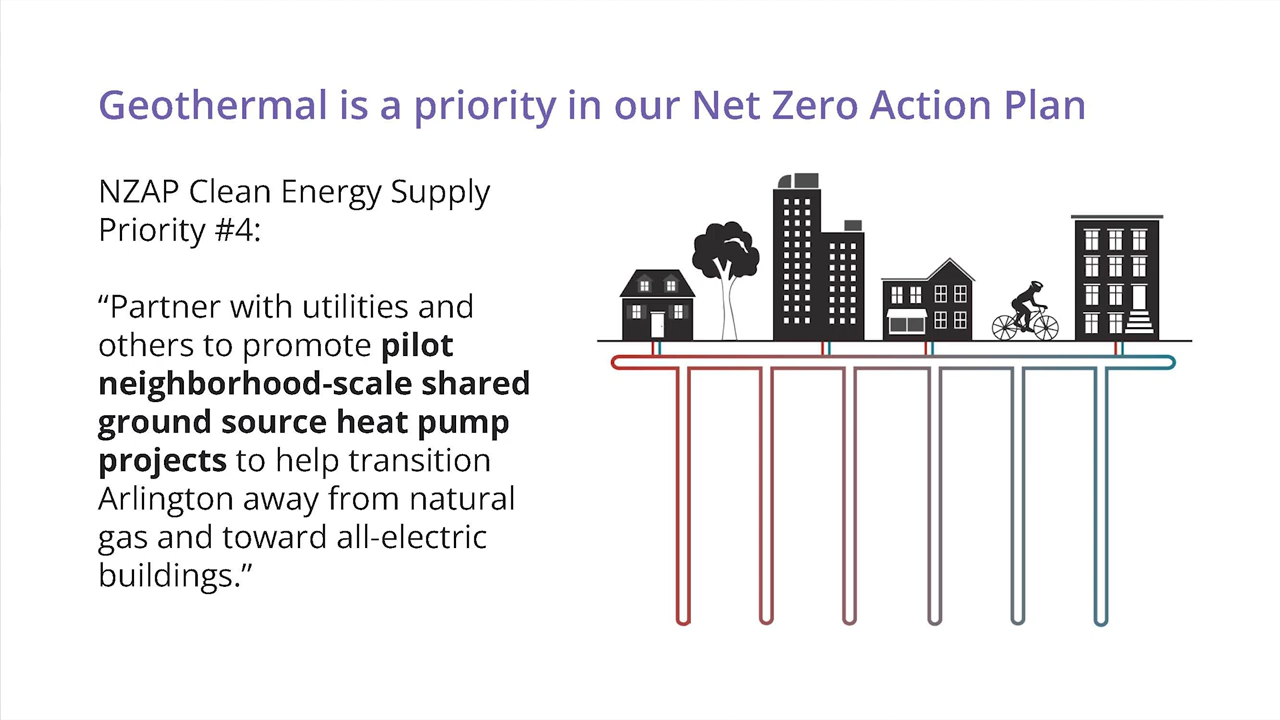 Geothermal is a priority in our Net Zero Action Plan
NZAP Clean Energy Supply
Priority #4:
“Partner with utilities and
others to promote pilot
neighborhood-scale shared
ground source heat pump
projects to help transition
Arlington away from natural
gas and toward all-electric
buildings.”